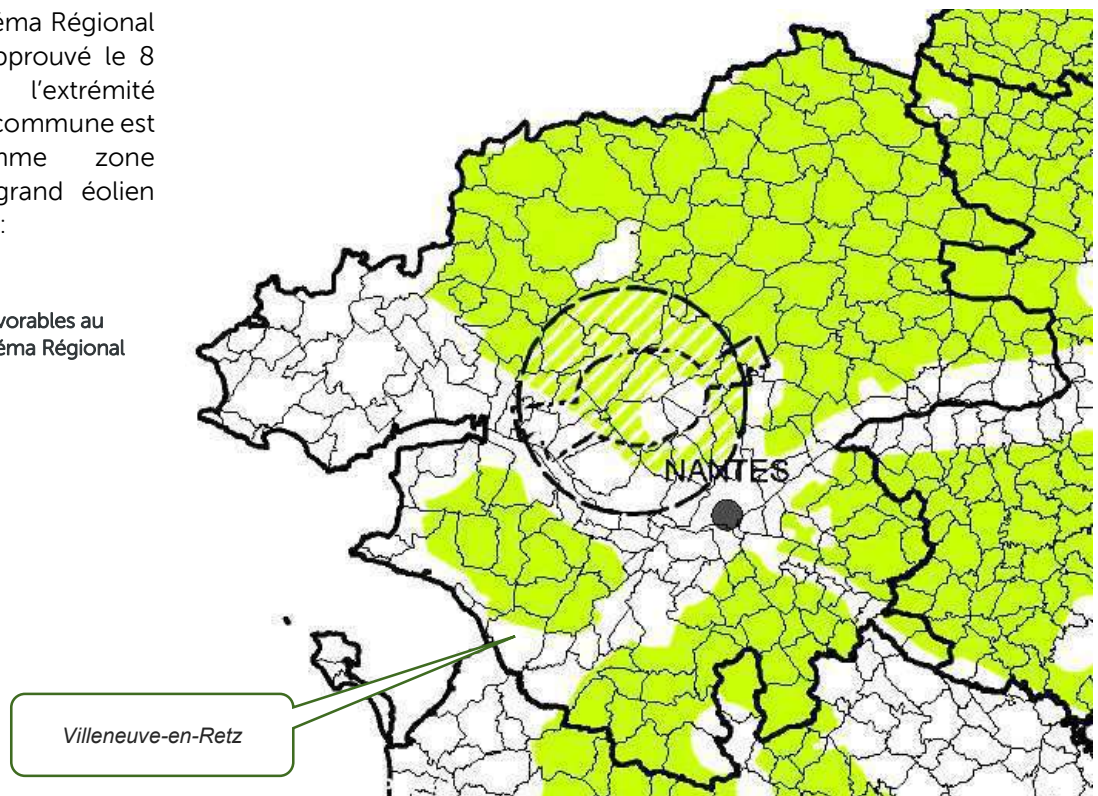 éma Régional
pprouvé le 8
l'extrémité
commune est
mme zone
grand éolien
:
vorables au
éma Régional
NANTES
Villeneuve-en-Retz